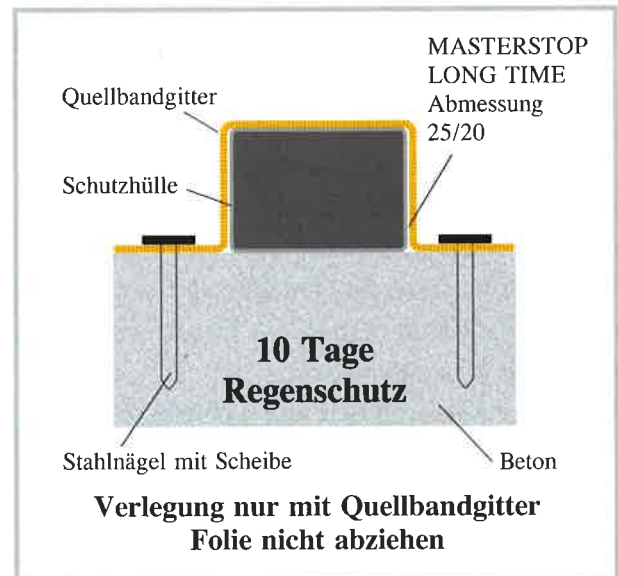 MASTERSTOP
LONG TIME
Abmessung
25/20
Quellbandgitter
Schutzhülle
10 Tage
Regenschutz
Stahlnägel mit Scheibe
Beton
Verlegung nur mit Quellbandgitter
Folie nicht abziehen